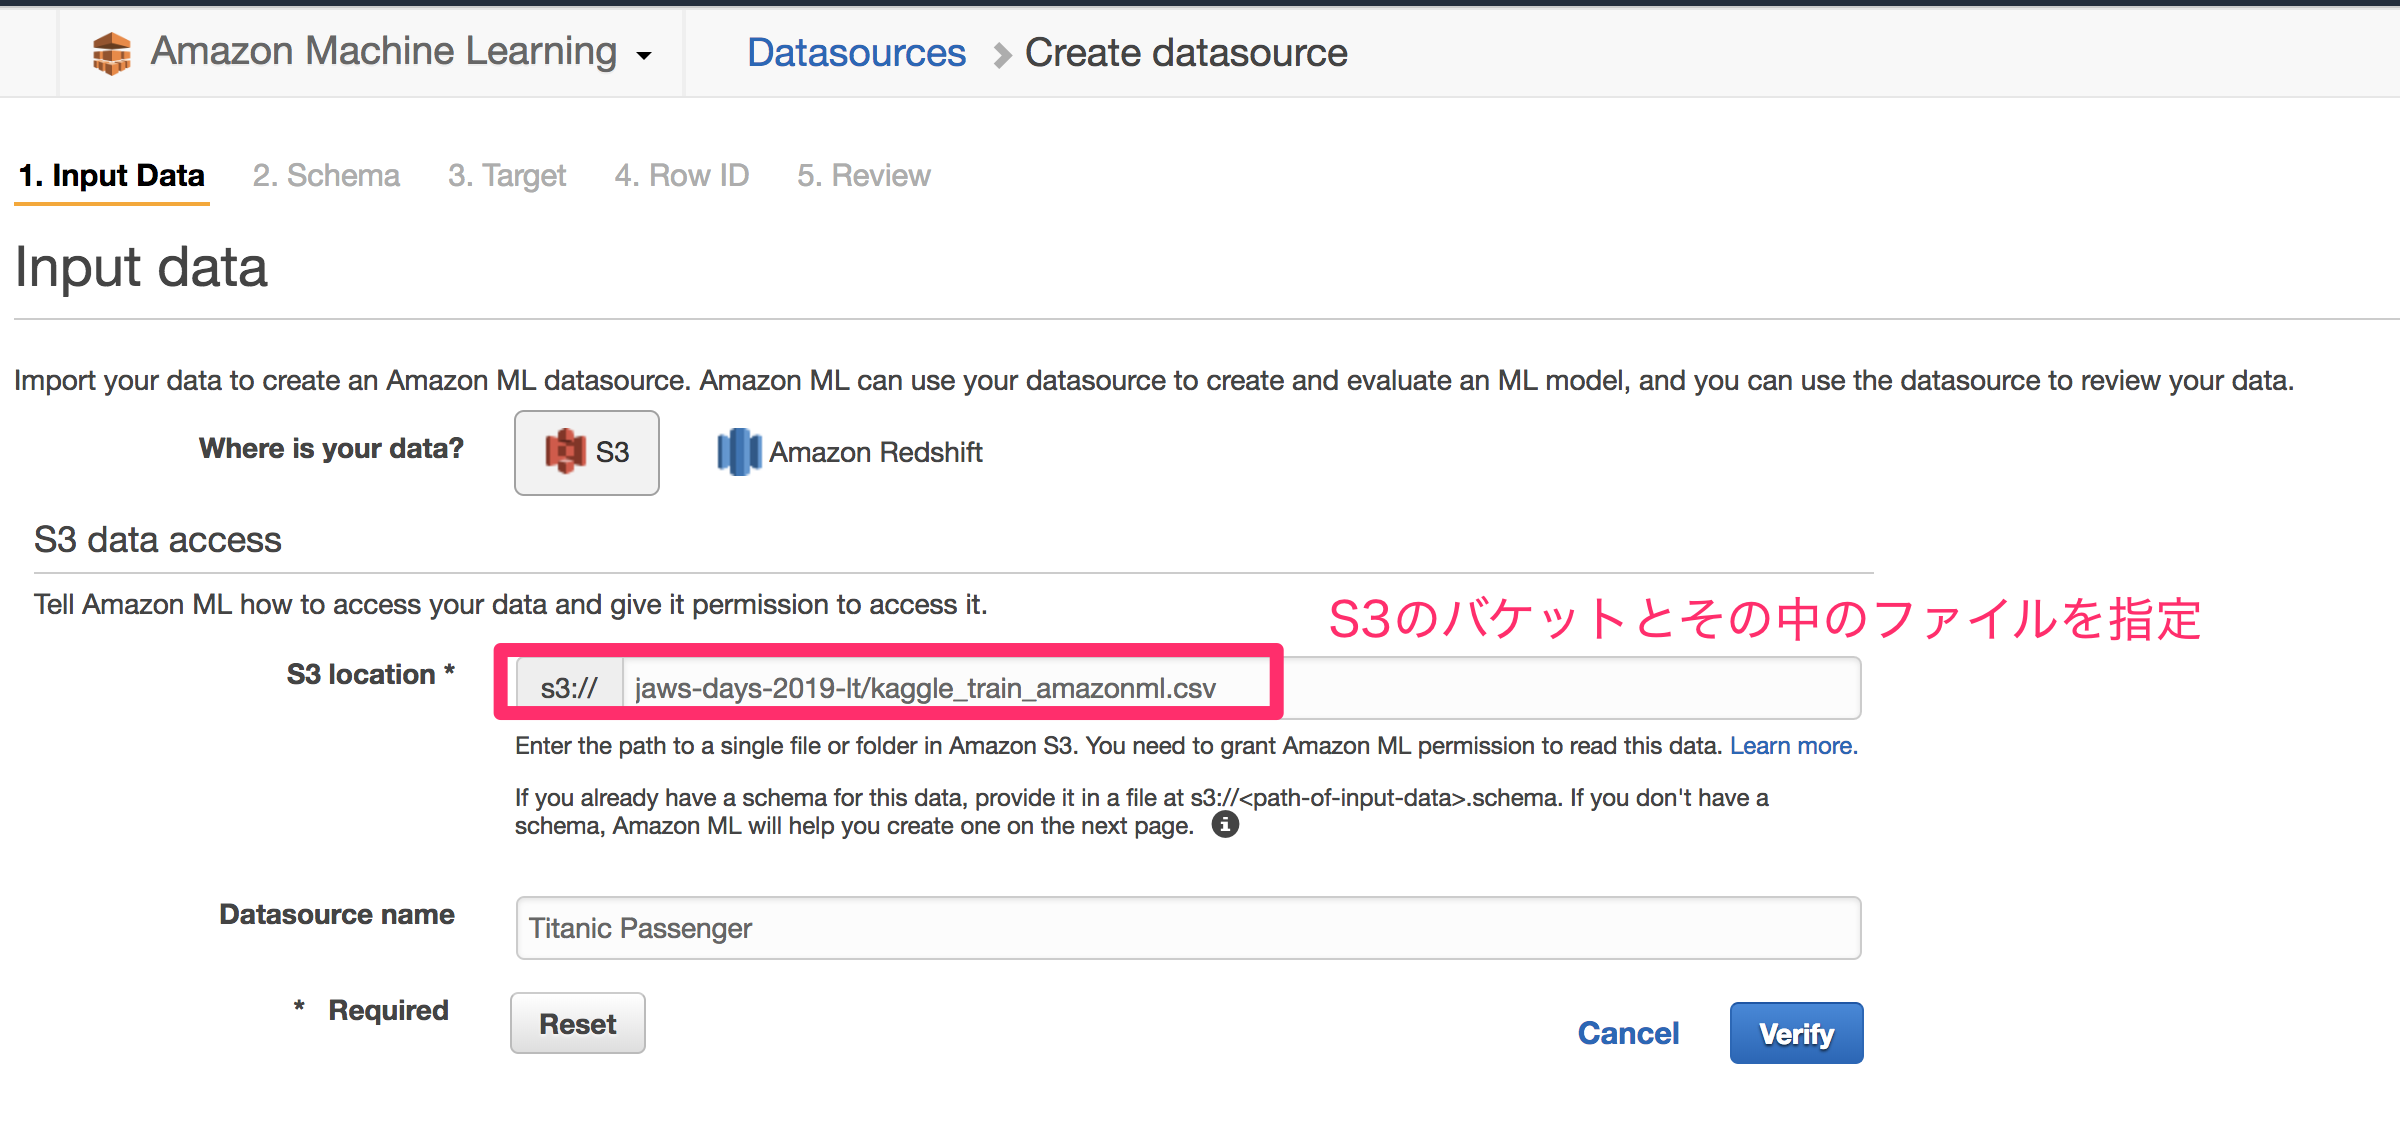 Amazon Machine Learning
Datasources > Create datasource
1. Input Data 2. Schema 3. Target 4. Row ID 5. Review
Input data
Import your data to create an Amazon ML datasource. Amazon ML can use your datasource to create and evaluate an ML model, and you can use the datasource to review your data.
Where is your data? S3 Amazon Redshift
S3 data access
Tell Amazon ML how to access your data and give it permission to access it.
S3のバケットとその中のファイルを指定
S3 location * s3:// jaws-days-2019-lt/kaggle_train_amazonml.csv
Enter the path to a single file or folder in Amazon S3. You need to grant Amazon ML permission to read this data. Learn more.
If you already have a schema for this data, provide it in a file at s3://<path-of-input-data>.schema. If you don't have a
schema, Amazon ML will help you create one on the next page.
Datasource name Titanic Passenger
* Required Reset Cancel Verify